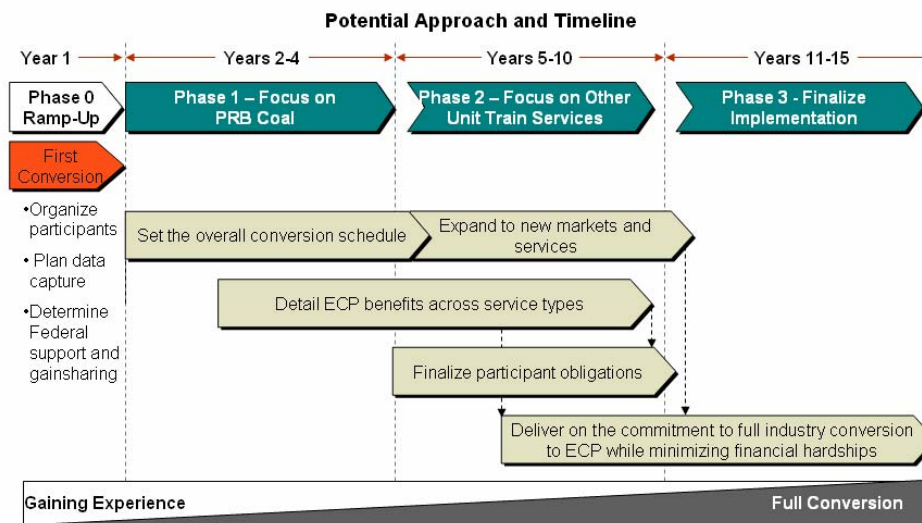 Potential Approach and Timeline
Year 1
Years 2-4
Years 5-10
Years 11-15
Phase 0
Ramp-Up
Phase 1 – Focus on
PRB Coal
Phase 2 – Focus on Other
Unit Train Services
Phase 3 - Finalize
Implementation
First
Conversion
•Organize
participants
• Plan data
capture
•Determine
Federal
support and
gainsharing
Set the overall conversion schedule
Expand to new markets and
services
Detail ECP benefits across service types
Finalize participant obligations
Deliver on the commitment to full industry conversion
to ECP while minimizing financial hardships
Gaining Experience
Full Conversion